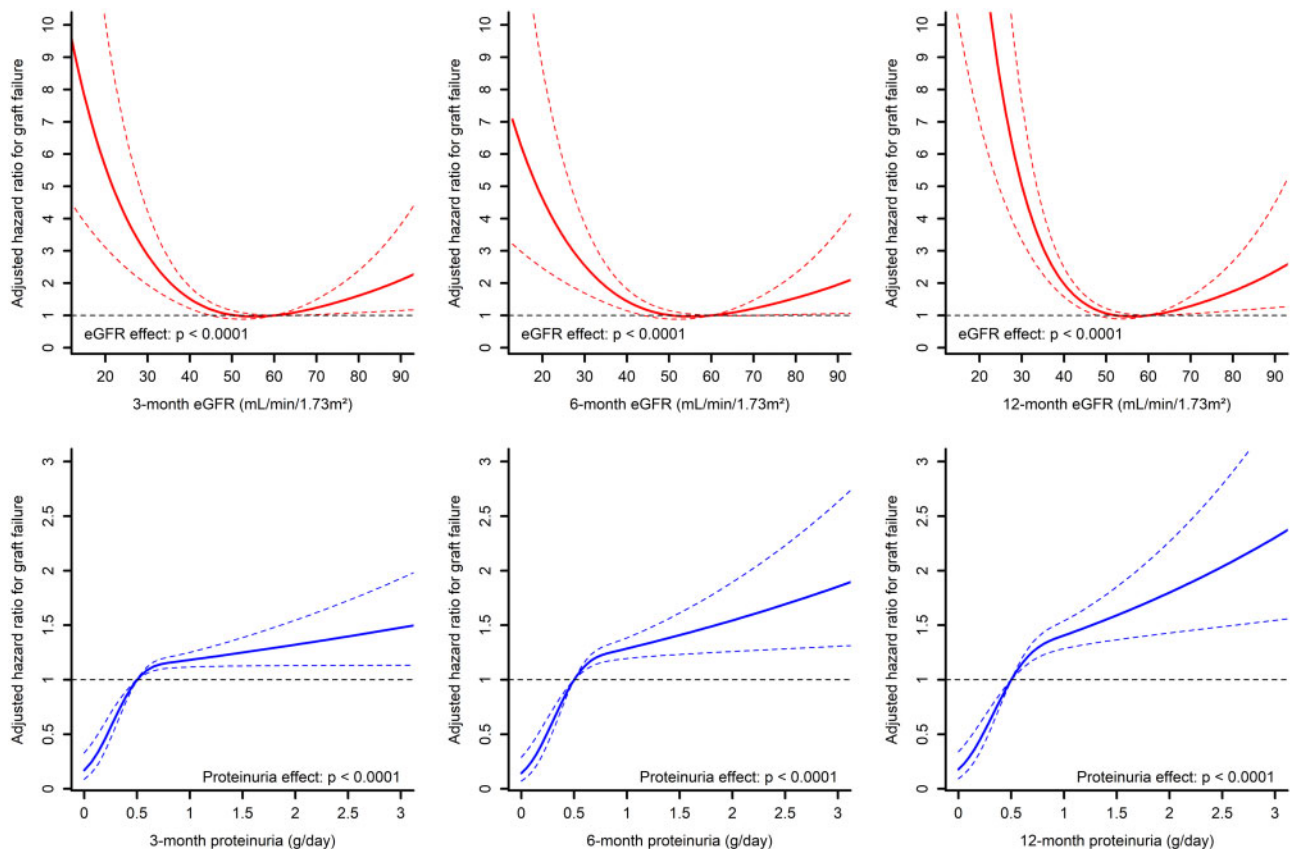 Adjusted hazard ratio for graft failure
10
9
8
7
6
5
4
3
2
1
0
eGFR effect: p < 0.0001
20 30 40 50 60 70 80 90
3-month eGFR (mL/min/1.73m²)
Adjusted hazard ratio for graft failure
10
9
8
7
6
5
4
3
2
1
0
eGFR effect: p < 0.0001
20 30 40 50 60 70 80 90
6-month eGFR (mL/min/1.73m²)
Adjusted hazard ratio for graft failure
10
9
8
7
6
5
4
3
2
1
0
eGFR effect: p < 0.0001
20 30 40 50 60 70 80 90
12-month eGFR (mL/min/1.73m²)
Adjusted hazard ratio for graft failure
3
2.5
2
1.5
1
0.5
0
Proteinuria effect: p < 0.0001
0 0.5 1 1.5 2 2.5 3
3-month proteinuria (g/day)
Adjusted hazard ratio for graft failure
3
2.5
2
1.5
1
0.5
0
Proteinuria effect: p < 0.0001
0 0.5 1 1.5 2 2.5 3
6-month proteinuria (g/day)
Adjusted hazard ratio for graft failure
3
2.5
2
1.5
1
0.5
0
Proteinuria effect: p < 0.0001
0 0.5 1 1.5 2 2.5 3
12-month proteinuria (g/day)